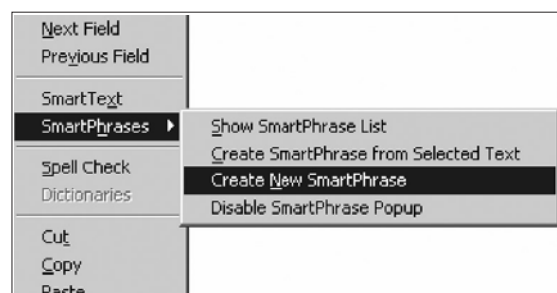 Next Field
Previous Field
SmartText
SmartPhrases
Show SmartPhrase List
Create SmartPhrase from Selected Text
Create New SmartPhrase
Disable SmartPhrase Popup
Spell Check
Dictionaries
Cut
Copy
Paste